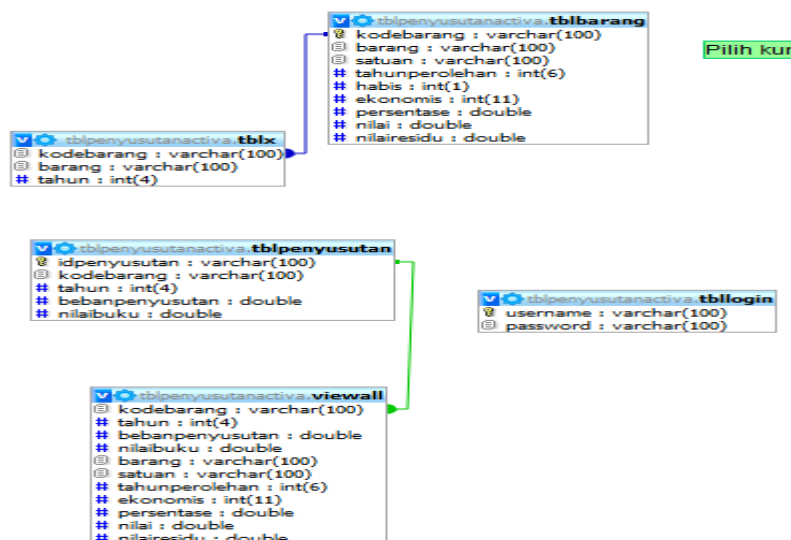 tblpenyusutanactiva.tblbarang
kodebarang : varchar(100)
barang : varchar(100)
satuan : varchar(100)
# tahunperolehan : int(6)
# habis : int(1)
# ekonomis : int(11)
# persentase : double
# nilai : double
# nilairesidu : double
Pilih kur
tblpenyusutanactiva.tblx
kodebarang : varchar(100)
barang : varchar(100)
# tahun : int(4)
tblpenyusutanactiva.tblpenyusutan
idpenyusutan : varchar(100)
kodebarang : varchar(100)
# tahun : int(4)
# bebanpenyusutan : double
# nilaibuku : double
tblpenyusutanactiva.tbllogin
username : varchar(100)
password : varchar(100)
tblpenyusutanactiva.viewall
kodebarang : varchar(100)
# tahun : int(4)
# bebanpenyusutan : double
# nilaibuku : double
barang : varchar(100)
satuan : varchar(100)
# tahunperolehan : int(6)
# ekonomis : int(11)
# persentase : double
# nilai : double
# nilairesidu : double